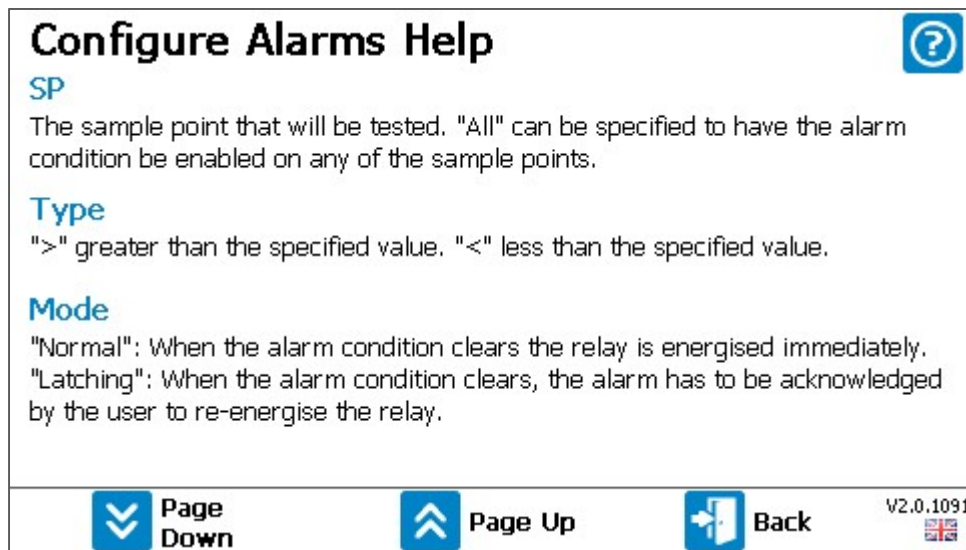 Configure Alarms Help
SP
The sample point that will be tested. "All" can be specified to have the alarm
condition be enabled on any of the sample points.
Type
">" greater than the specified value. "<" less than the specified value.
Mode
"Normal": When the alarm condition clears the relay is energised immediately.
"Latching": When the alarm condition clears, the alarm has to be acknowledged
by the user to re-energise the relay.
Page
Down
Page Up
Back
V2.0.1091